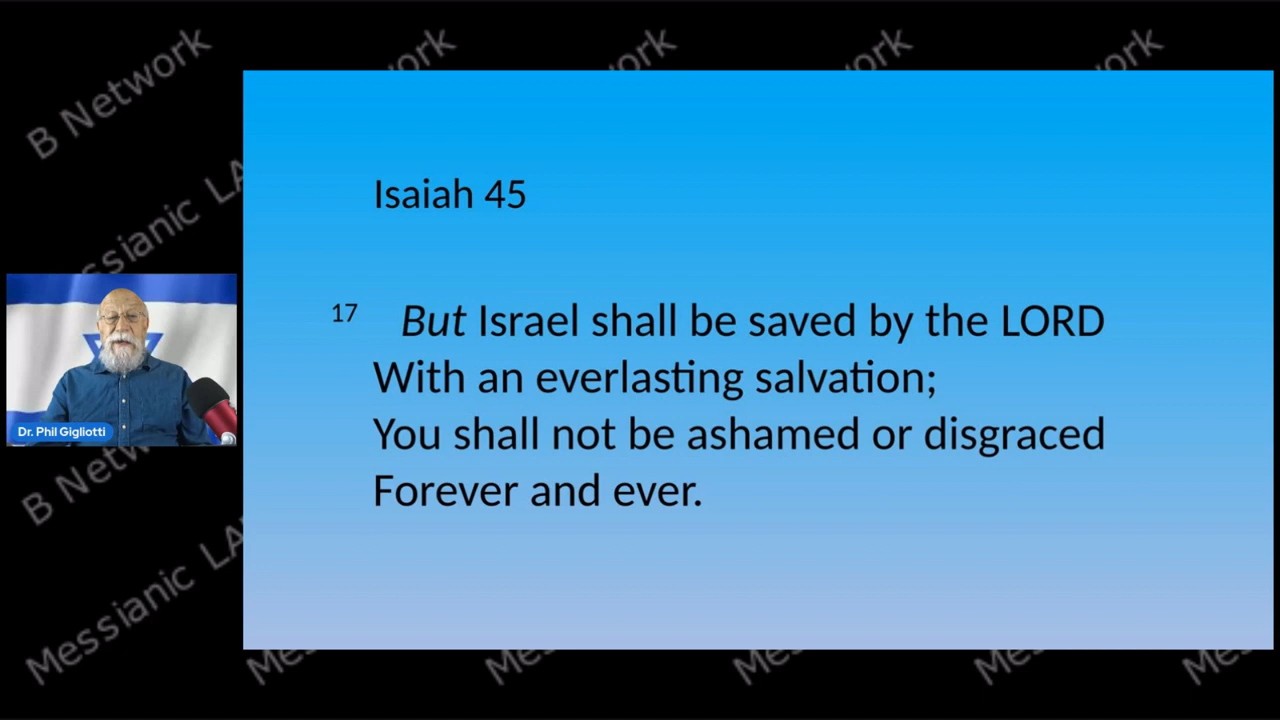 Isaiah 45
17 But Israel shall be saved by the LORD
With an everlasting salvation;
You shall not be ashamed or disgraced
Forever and ever.
Dr. Phil Gigliotti
B Network
Messianic